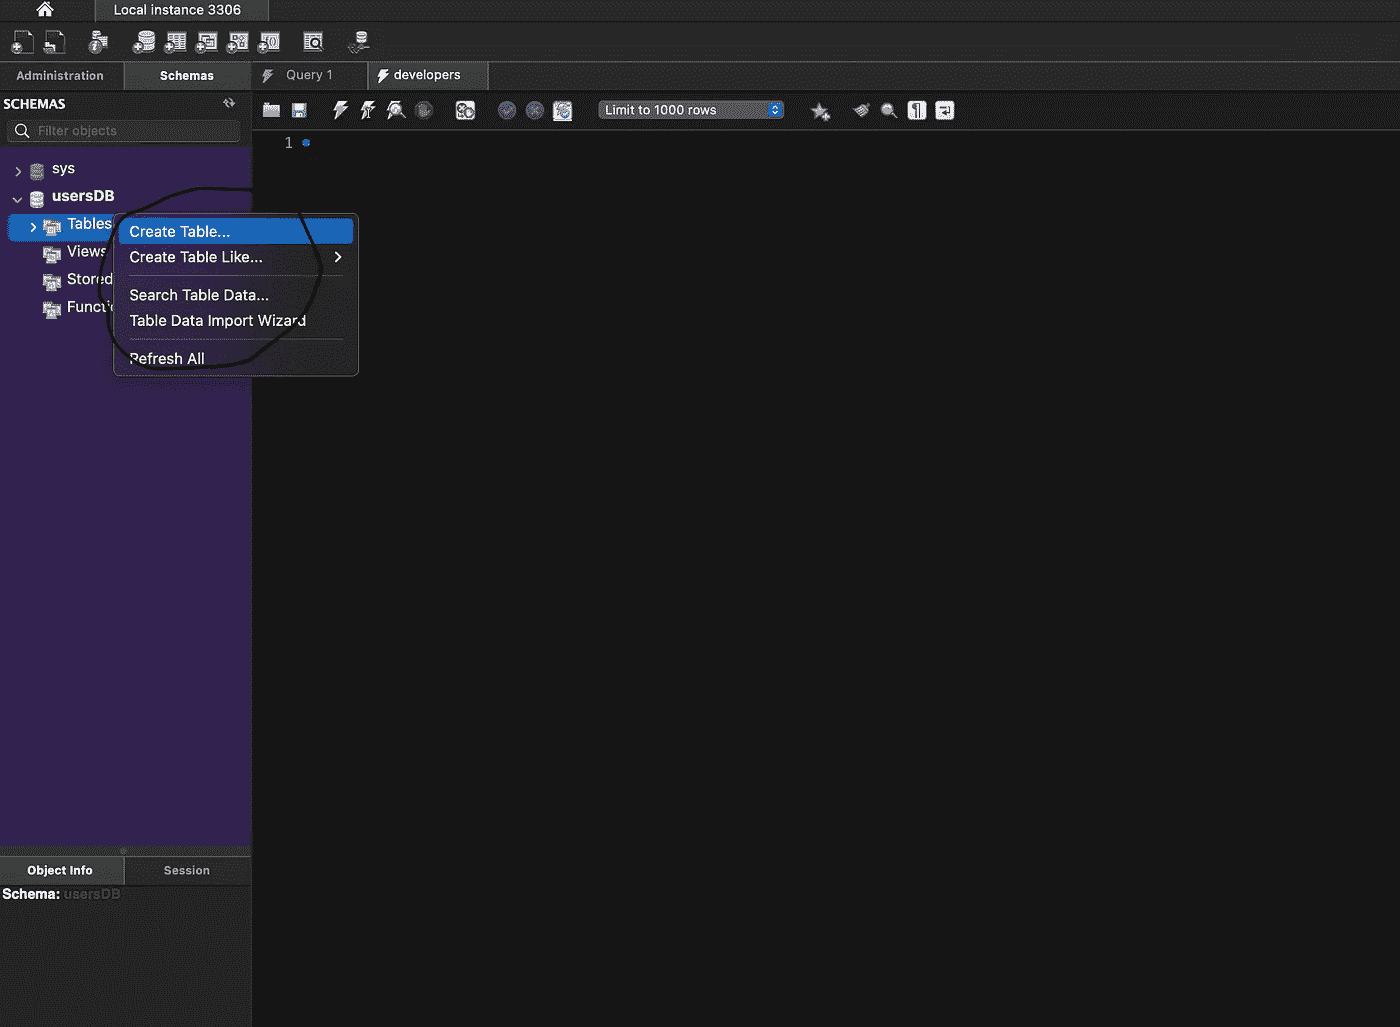 Local instance 3306
Administration
Schemas
Query 1
developers
SCHEMAS
Filter objects
Limit to 1000 rows
1
sys
usersDB
Tables
Create Table...
Views
Create Table Like...
Stored
Search Table Data...
Functi
Table Data Import Wizard
Refresh All
Object Info
Session
Schema: usersDB